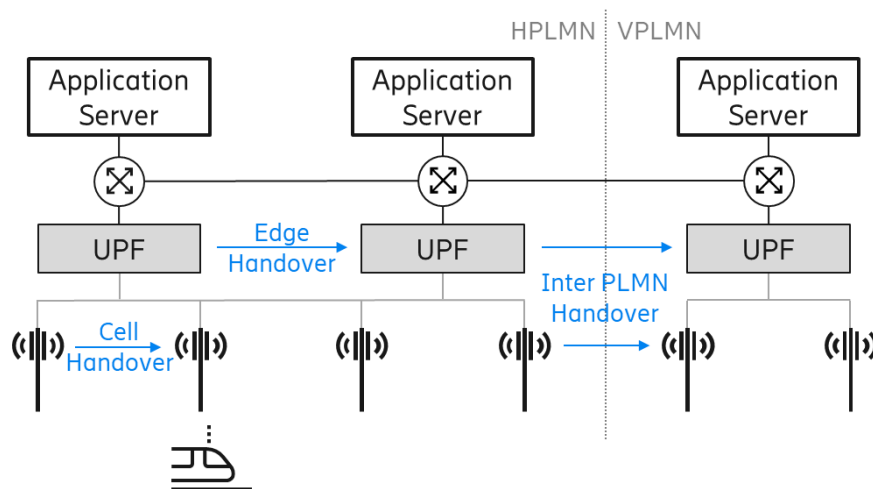 HPLMN VPLMN
Application
Server
Application
Server
Application
Server
UPF
Edge
Handover
UPF
UPF
Inter PLMN
Handover
Cell
Handover